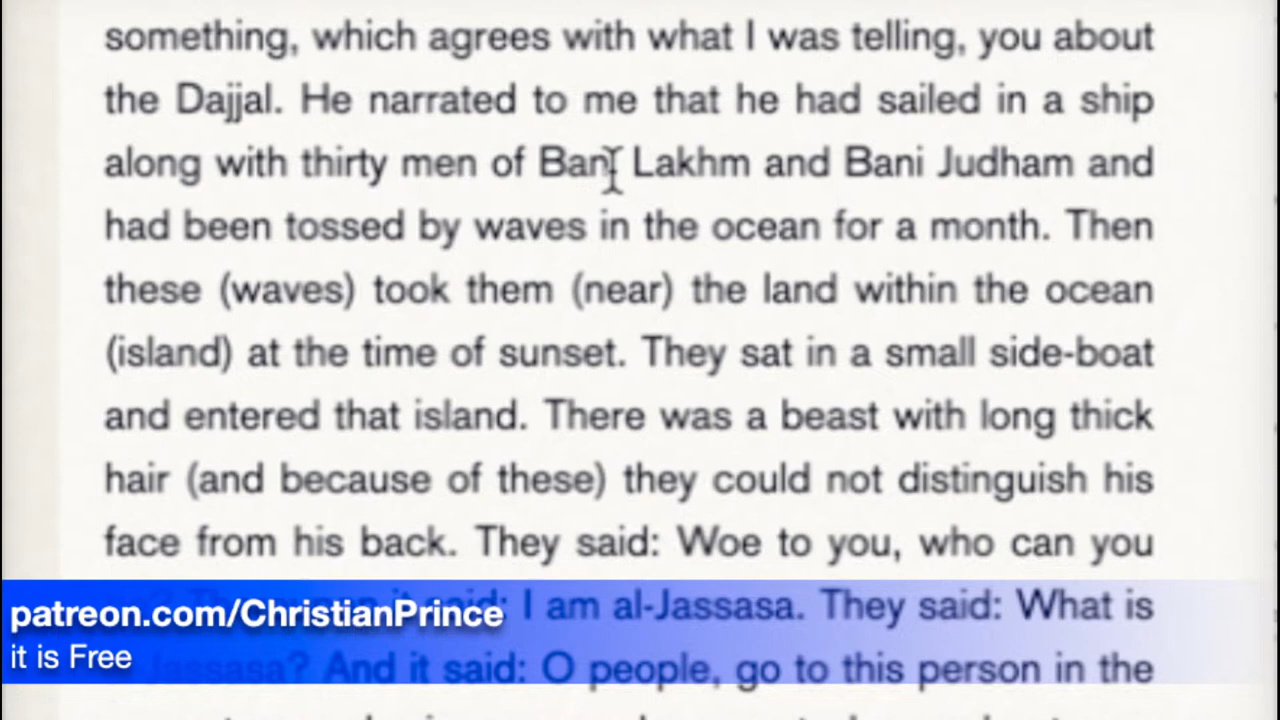 something, which agrees with what I was telling, you about
the Dajjal. He narrated to me that he had sailed in a ship
along with thirty men of Bani Lakhm and Bani Judham and
had been tossed by waves in the ocean for a month. Then
these (waves) took them (near) the land within the ocean
(island) at the time of sunset. They sat in a small side-boat
and entered that island. There was a beast with long thick
hair (and because of these) they could not distinguish his
face from his back. They said: Woe to you, who can you
said: I am al-Jassasa. They said: What is
patreon.com/ChristianPrince
Jassasa? And it said: O people, go to this person in the
it is Free